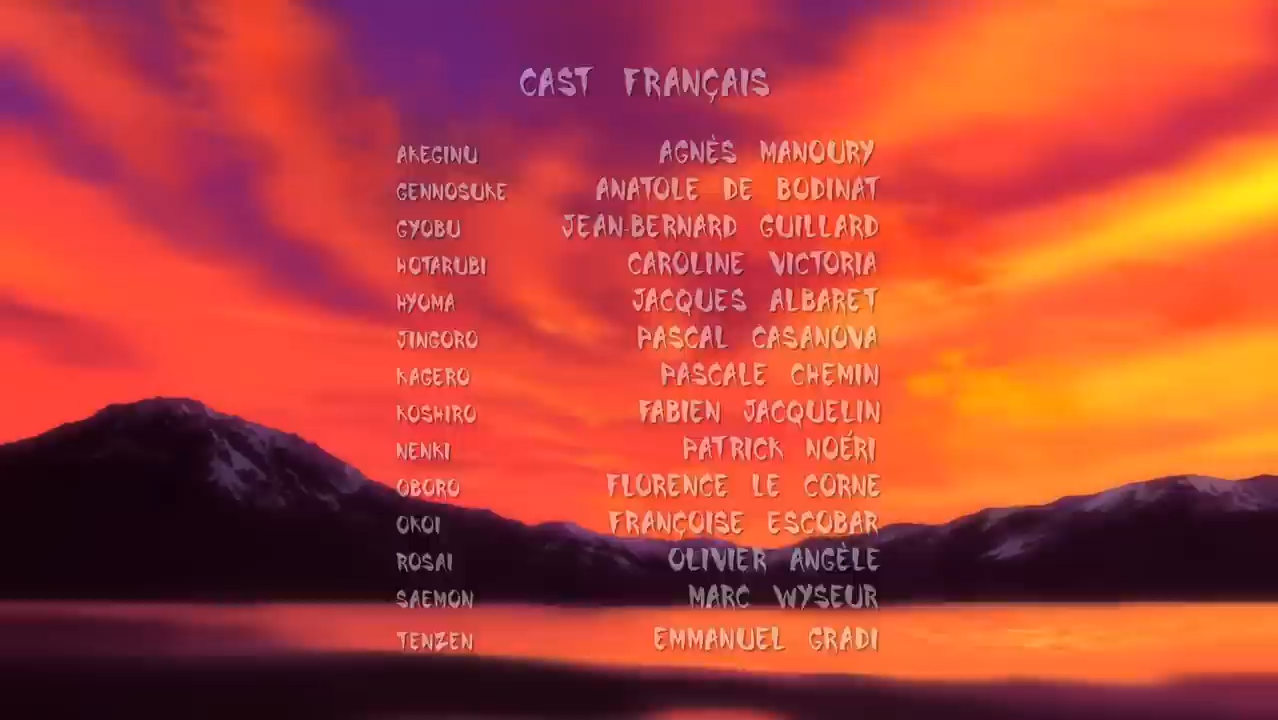 CAST FRANÇAIS
AKEGINU AGNÈS MANOURY
GENNOSUKE ANATOLE DE BODINAT
GYOBU JEAN-BERNARD GUILLARD
HOTARUBI CAROLINE VICTORIA
HYOMA JACQUES ALBARET
JINGORO PASCAL CASANOVA
KAGERO PASCALE CHEMIN
KOSHIRO FABIEN JACQUELIN
NENKI PATRICK NOÉRI
OBORO FLORENCE LE CORNE
OKOI FRANÇOISE ESCOBAR
ROSAI OLIVIER ANGÈLE
SAEMON MARC WYSEUR
TENZEN EMMANUEL GRADI